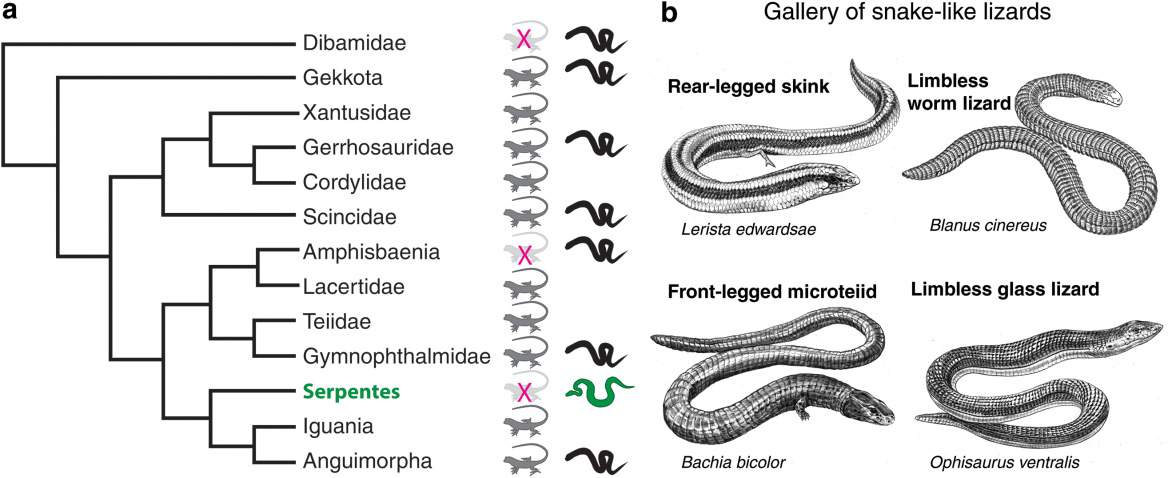 a
Dibamidae
X
Gekkota
Xantusidae
Gerrhosauridae
Cordylidae
Scincidae
Amphisbaenia
X
Lacertidae
Teiidae
Gymnophthalmidae
Serpentes
X
Iguania
Anguimorpha
b
Gallery of snake-like lizards
Rear-legged skink
Lerista edwardsae
Limbless
worm lizard
Blanus cinereus
Front-legged microteiid
Bachia bicolor
Limbless glass lizard
Ophisaurus ventralis